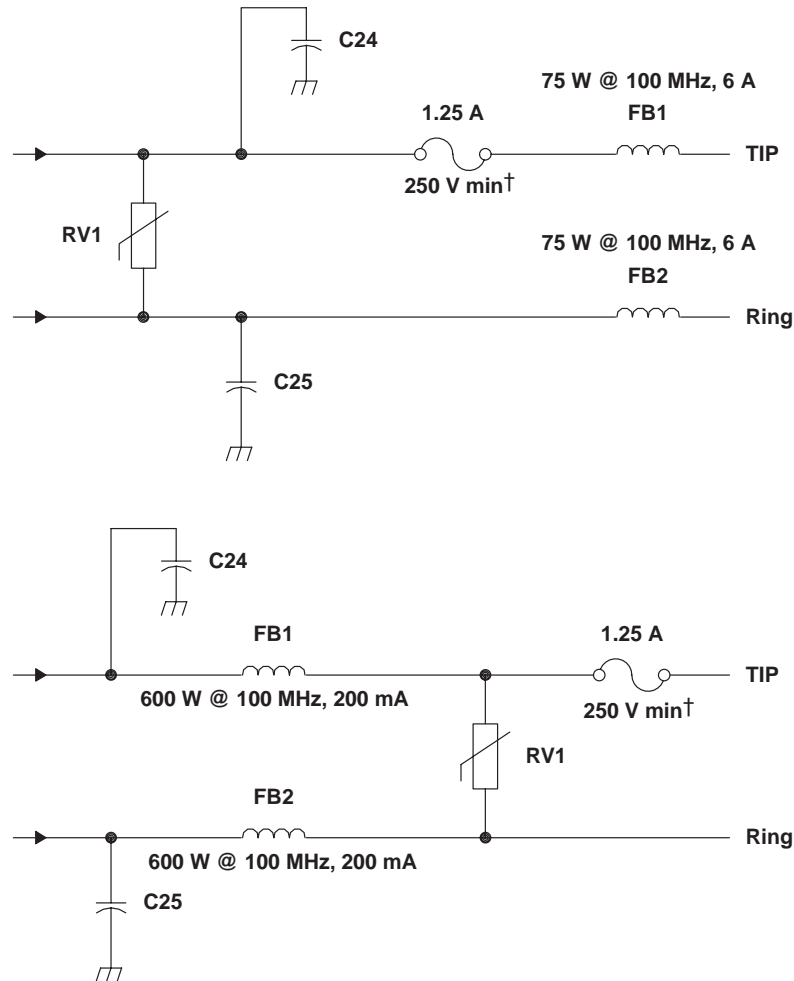 C24
75 W @ 100 MHz, 6 A
1.25 A
FB1
TIP
250 V min†
RV1
75 W @ 100 MHz, 6 A
FB2
Ring
C25
C24
FB1
1.25 A
TIP
600 W @ 100 MHz, 200 mA
250 V min†
RV1
FB2
Ring
600 W @ 100 MHz, 200 mA
C25